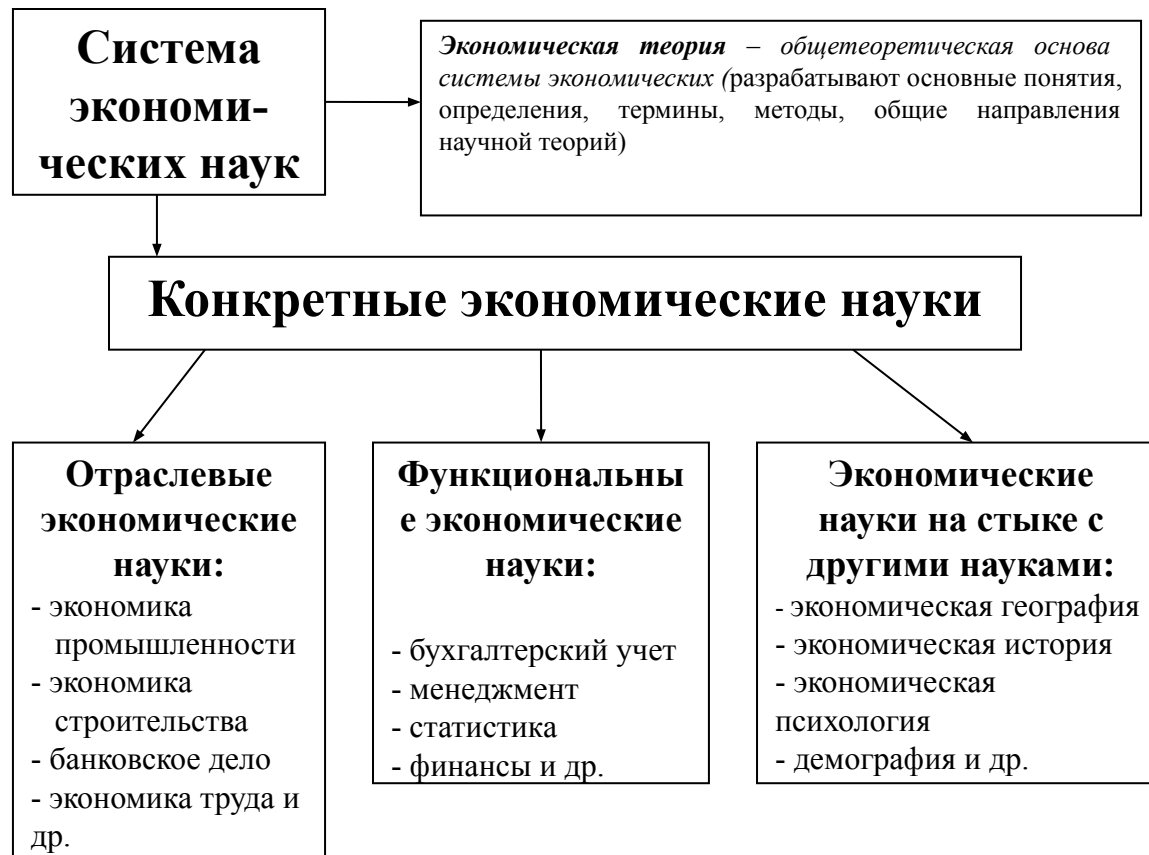 Система
экономи-
ческих наук
Экономическая теория – общетеоретическая основа
системы экономических (разрабатывают основные понятия,
определения, термины, методы, общие направления
научной теорий)
Конкретные экономические науки
Отраслевые
экономические
науки:
- экономика
промышленности
- экономика
строительства
- банковское дело
- экономика труда и
др.
Функциональны
е экономические
науки:
- бухгалтерский учет
- менеджмент
- статистика
- финансы и др.
Экономические
науки на стыке с
другими науками:
- экономическая география
- экономическая история
- экономическая
психология
- демография и др.